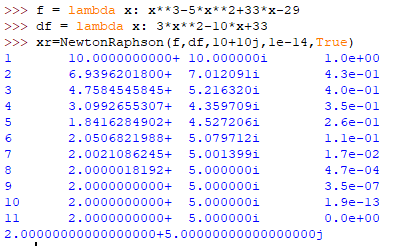 >>> f = lambda x: x**3-5*x**2+33*x-29
>>> df = lambda x: 3*x**2-10*x+33
>>> xr=NewtonRaphson(f,df,10+10j,1e-14,True)
1 10.0000000000+ 10.000000i 1.0e+00
2 6.9396201800+ 7.012091i 4.3e-01
3 4.7584545845+ 5.216320i 4.0e-01
4 3.0992655307+ 4.359709i 3.5e-01
5 1.8416284902+ 4.527206i 2.6e-01
6 2.0506821988+ 5.079712i 1.1e-01
7 2.0021086245+ 5.001399i 1.7e-02
8 2.0000018192+ 5.000000i 4.7e-04
9 2.0000000000+ 5.000000i 3.5e-07
10 2.0000000000+ 5.000000i 1.9e-13
11 2.0000000000+ 5.000000i 0.0e+00
2.00000000000000+5.00000000000000j